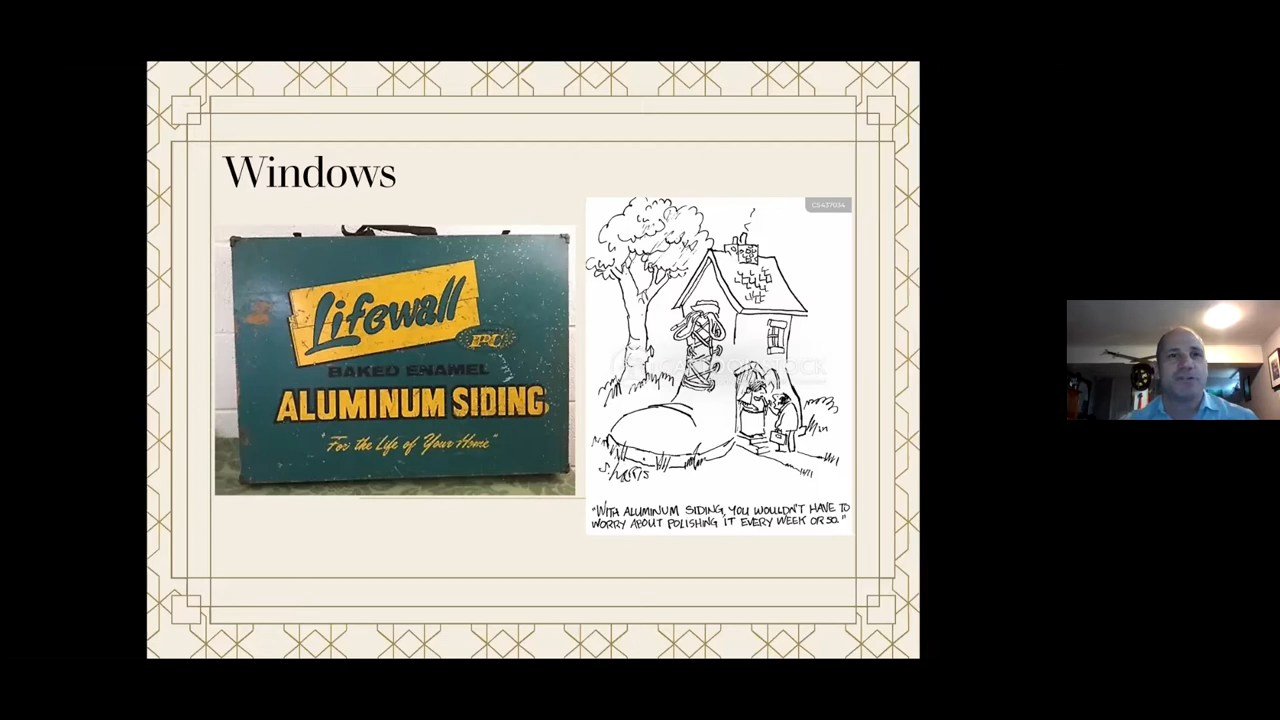 Windows
Lifewall
BAKED ENAMEL
ALUMINUM SIDING
"For the Life of Your Home"
CS437034
"WITH ALUMINUM SIDING, YOU WOULDN'T HAVE TO
WORRY ABOUT POLISHING IT EVERY WEEK OR SO."